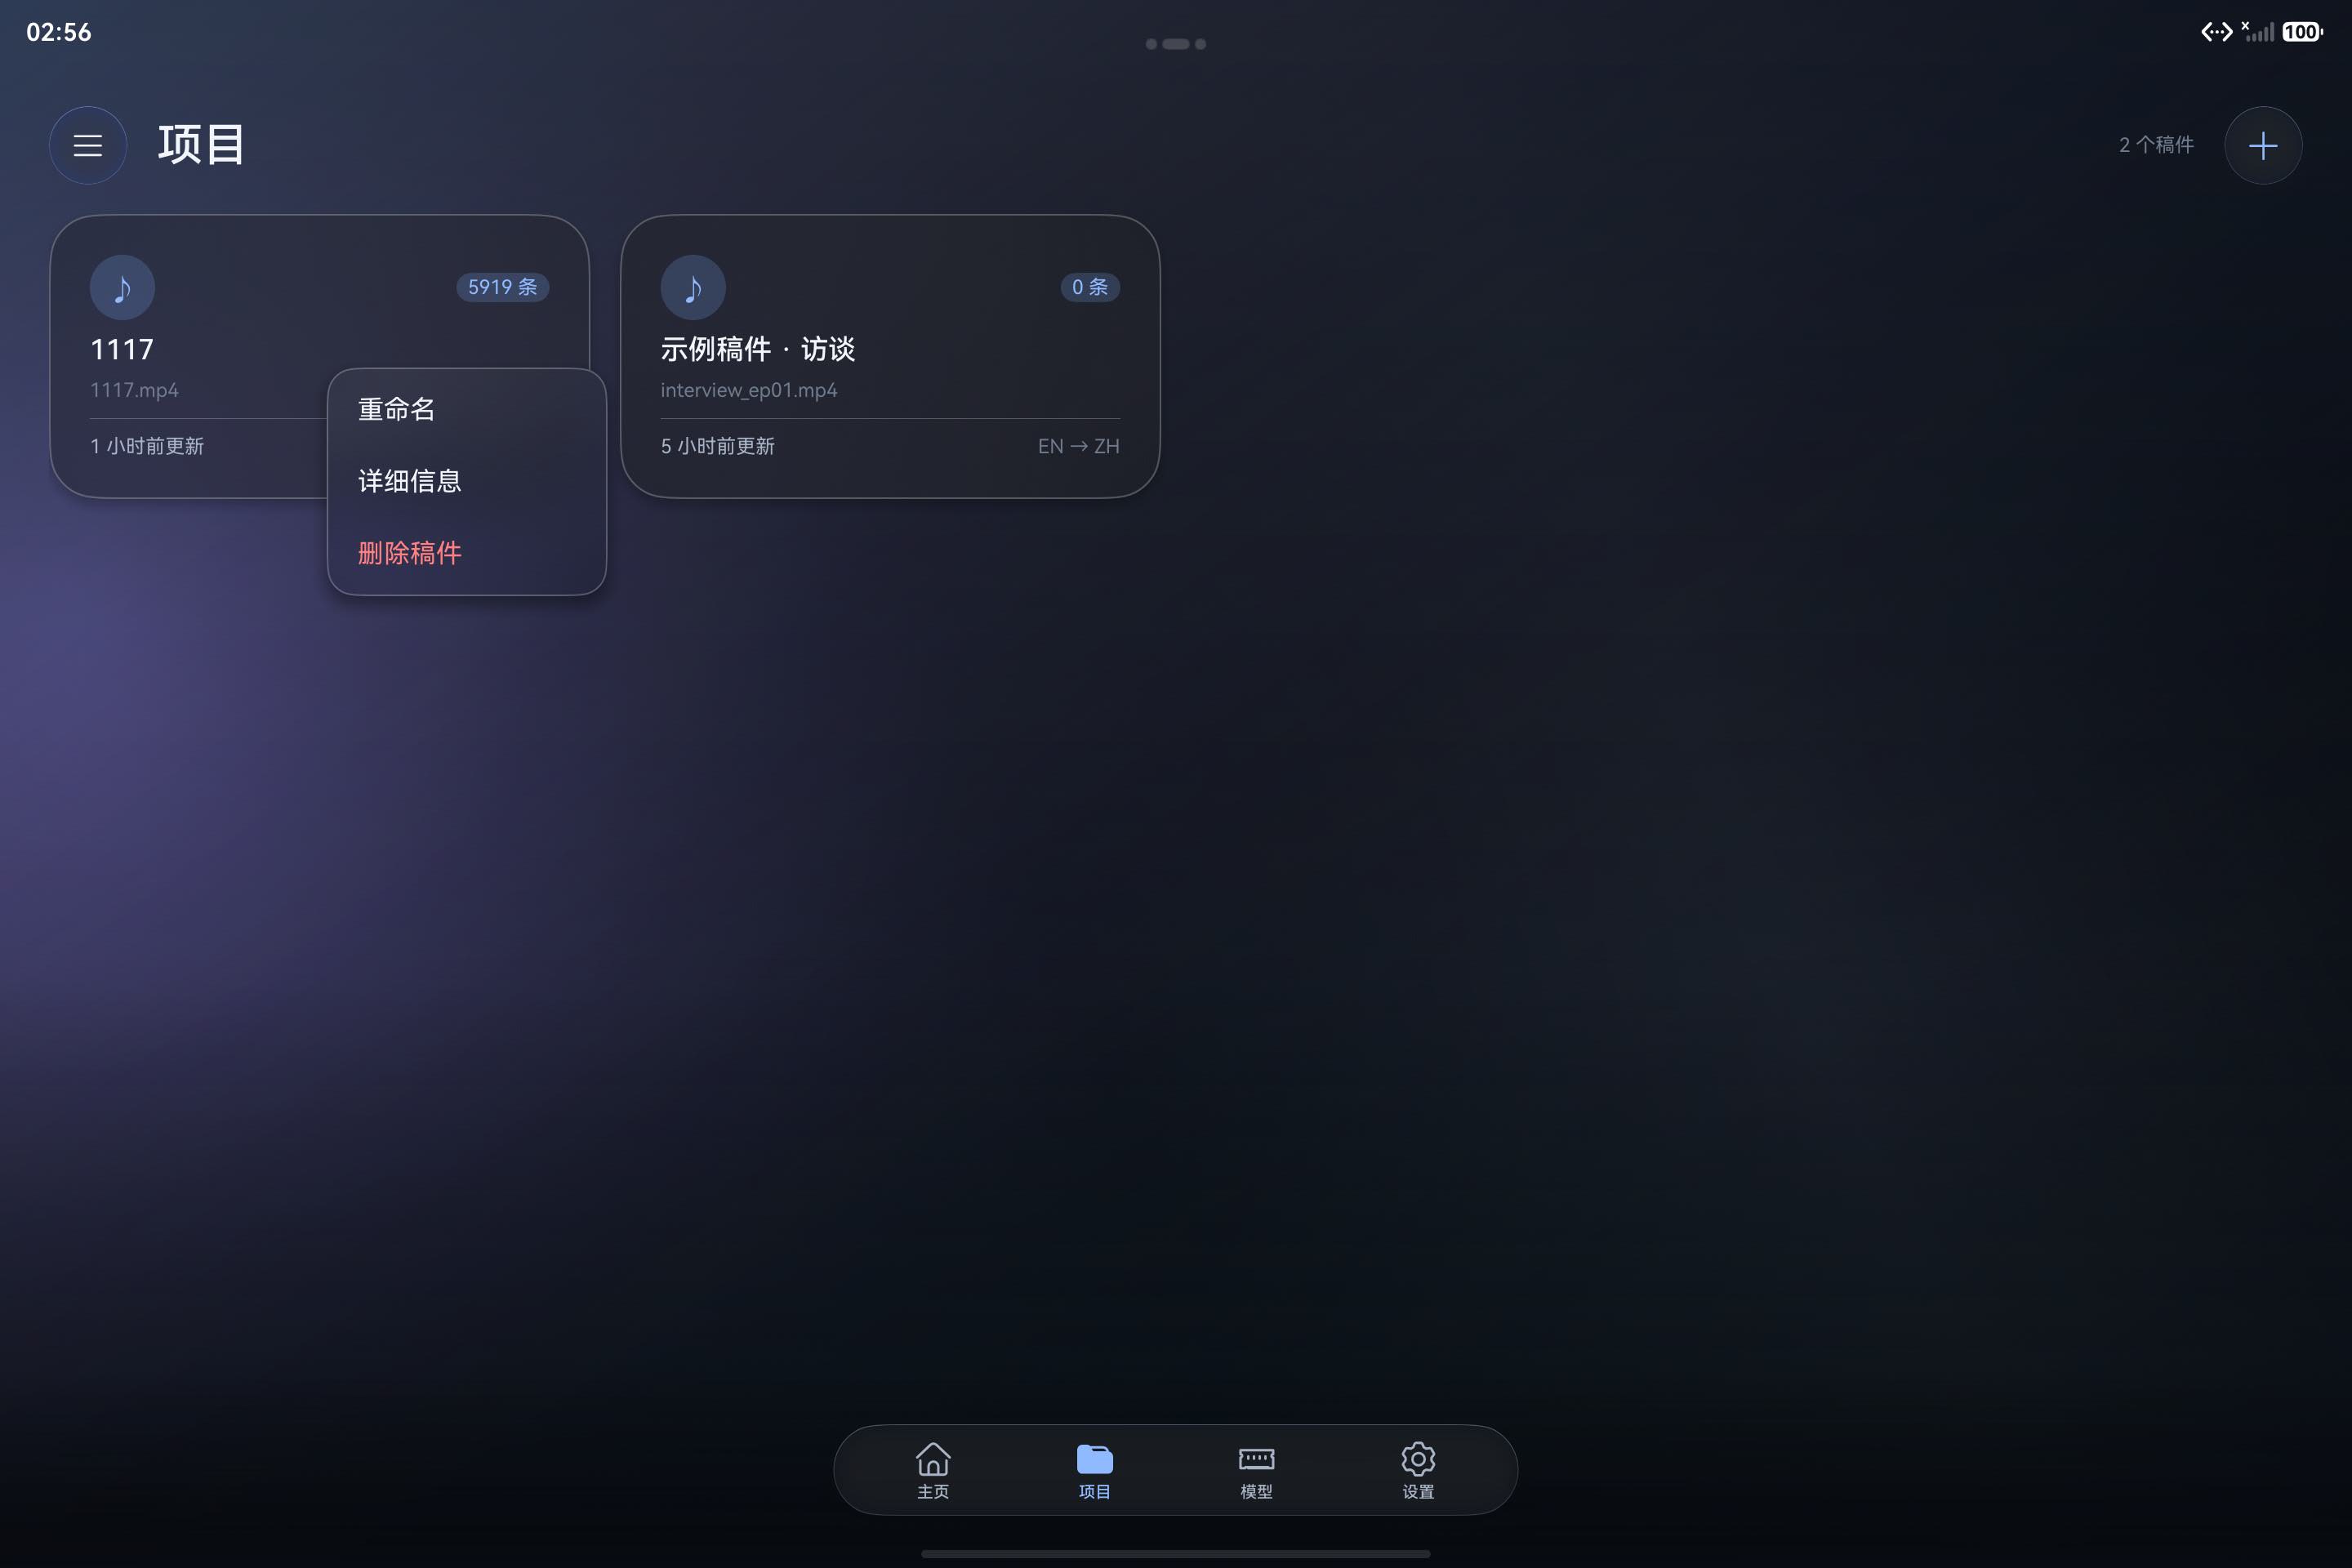 02:56
100
项目
2 个稿件
5919 条
1117
1117.mp4
1 小时前更新
0 条
示例稿件 · 访谈
interview_ep01.mp4
5 小时前更新
EN → ZH
重命名
详细信息
删除稿件
主页
项目
模型
设置